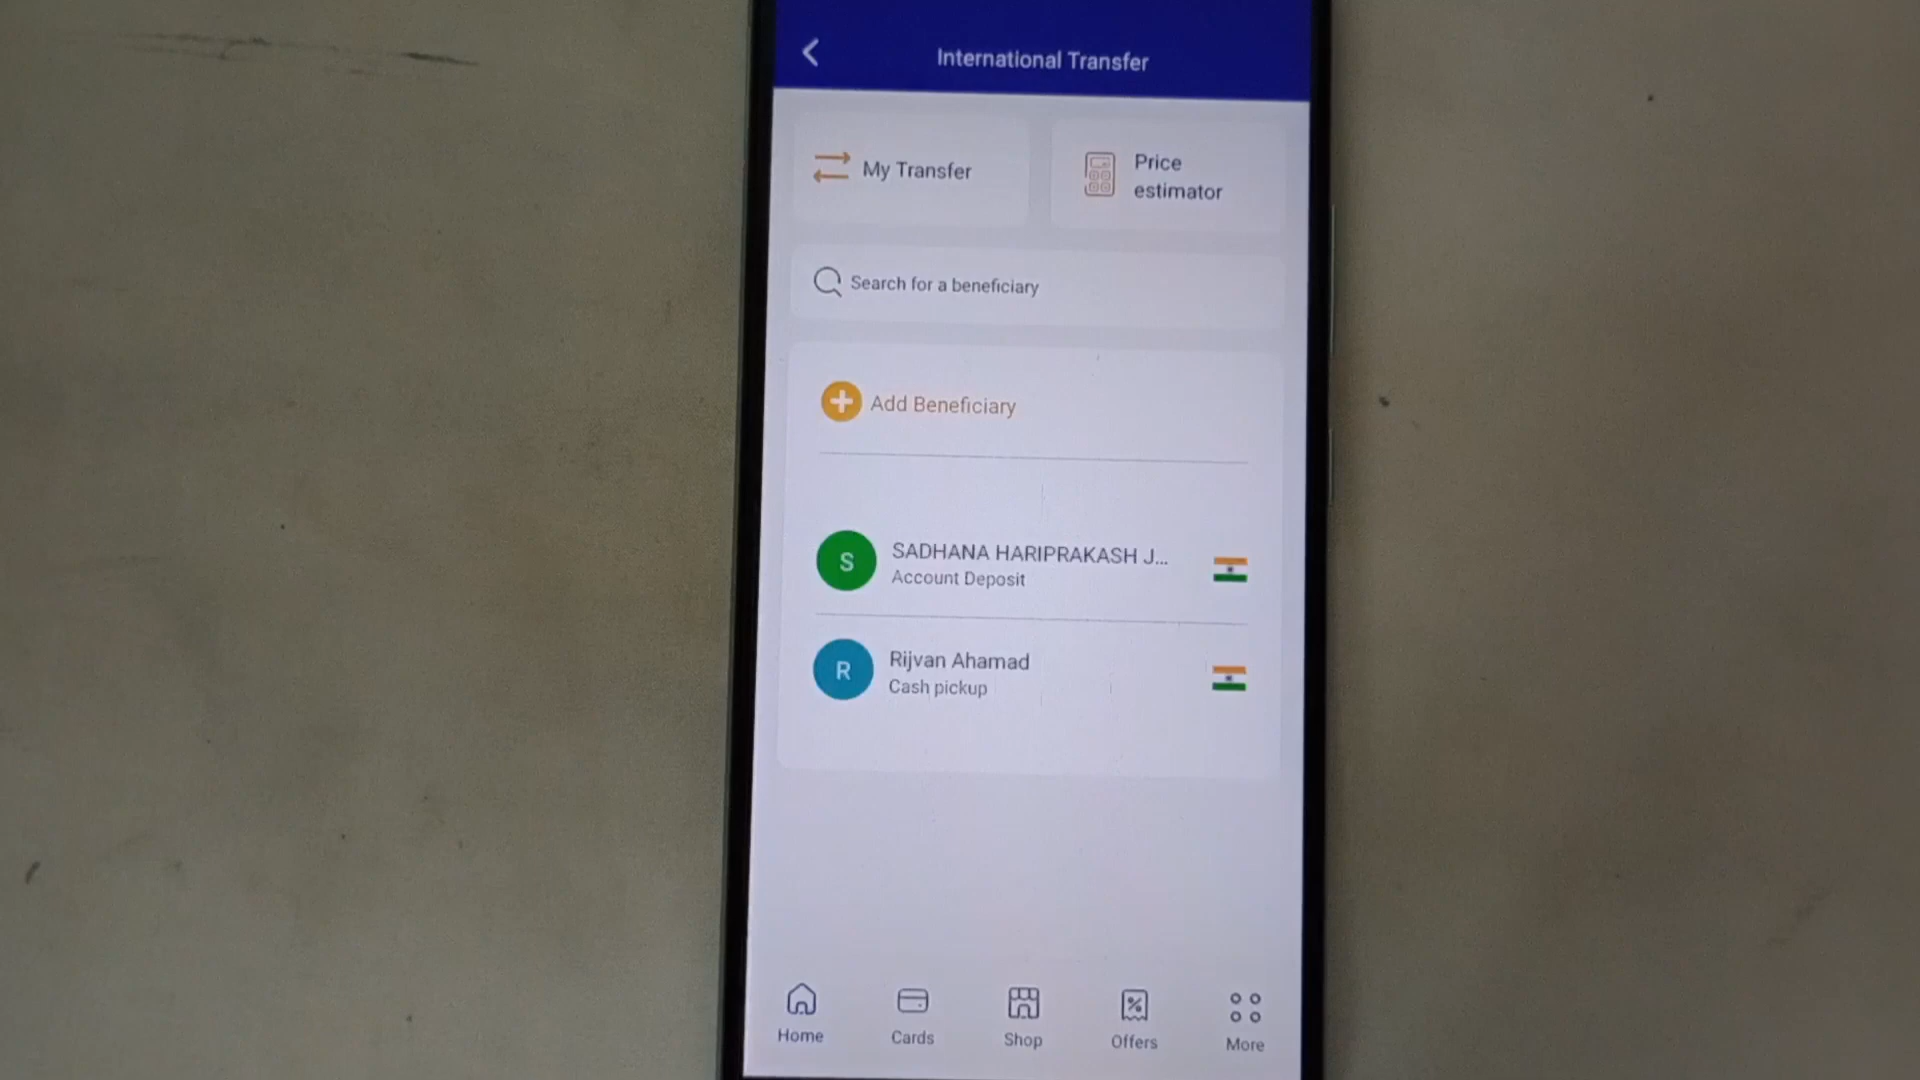 International Transfer
My Transfer
Price
estimator
Search for a beneficiary
Add Beneficiary
S
SADHANA HARIPRAKASH J...
Account Deposit
R
Rijvan Ahamad
Cash pickup
Home
Cards
Shop
Offers
More